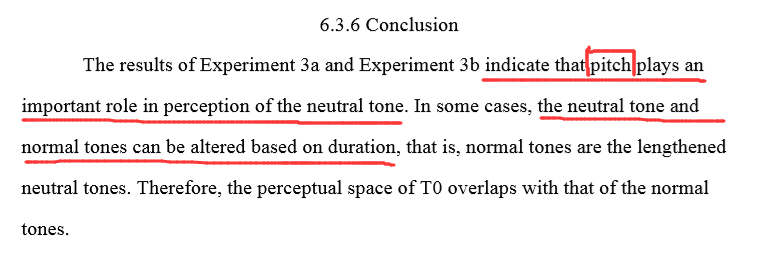 6.3.6 Conclusion
The results of Experiment 3a and Experiment 3b indicate that pitch plays an
important role in perception of the neutral tone. In some cases, the neutral tone and
normal tones can be altered based on duration, that is, normal tones are the lengthened
neutral tones. Therefore, the perceptual space of T0 overlaps with that of the normal
tones.